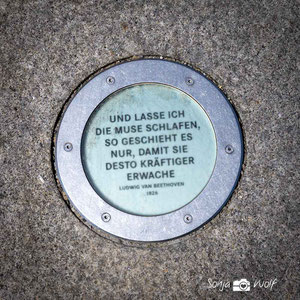 UND LASSE ICH
DIE MUSE SCHLAFEN,
SO GESCHIEHT ES
NUR, DAMIT SIE
DESTO KRÄFTIGER
ERWACHE
LUDWIG VAN BEETHOVEN
1826
Sonja Wolf